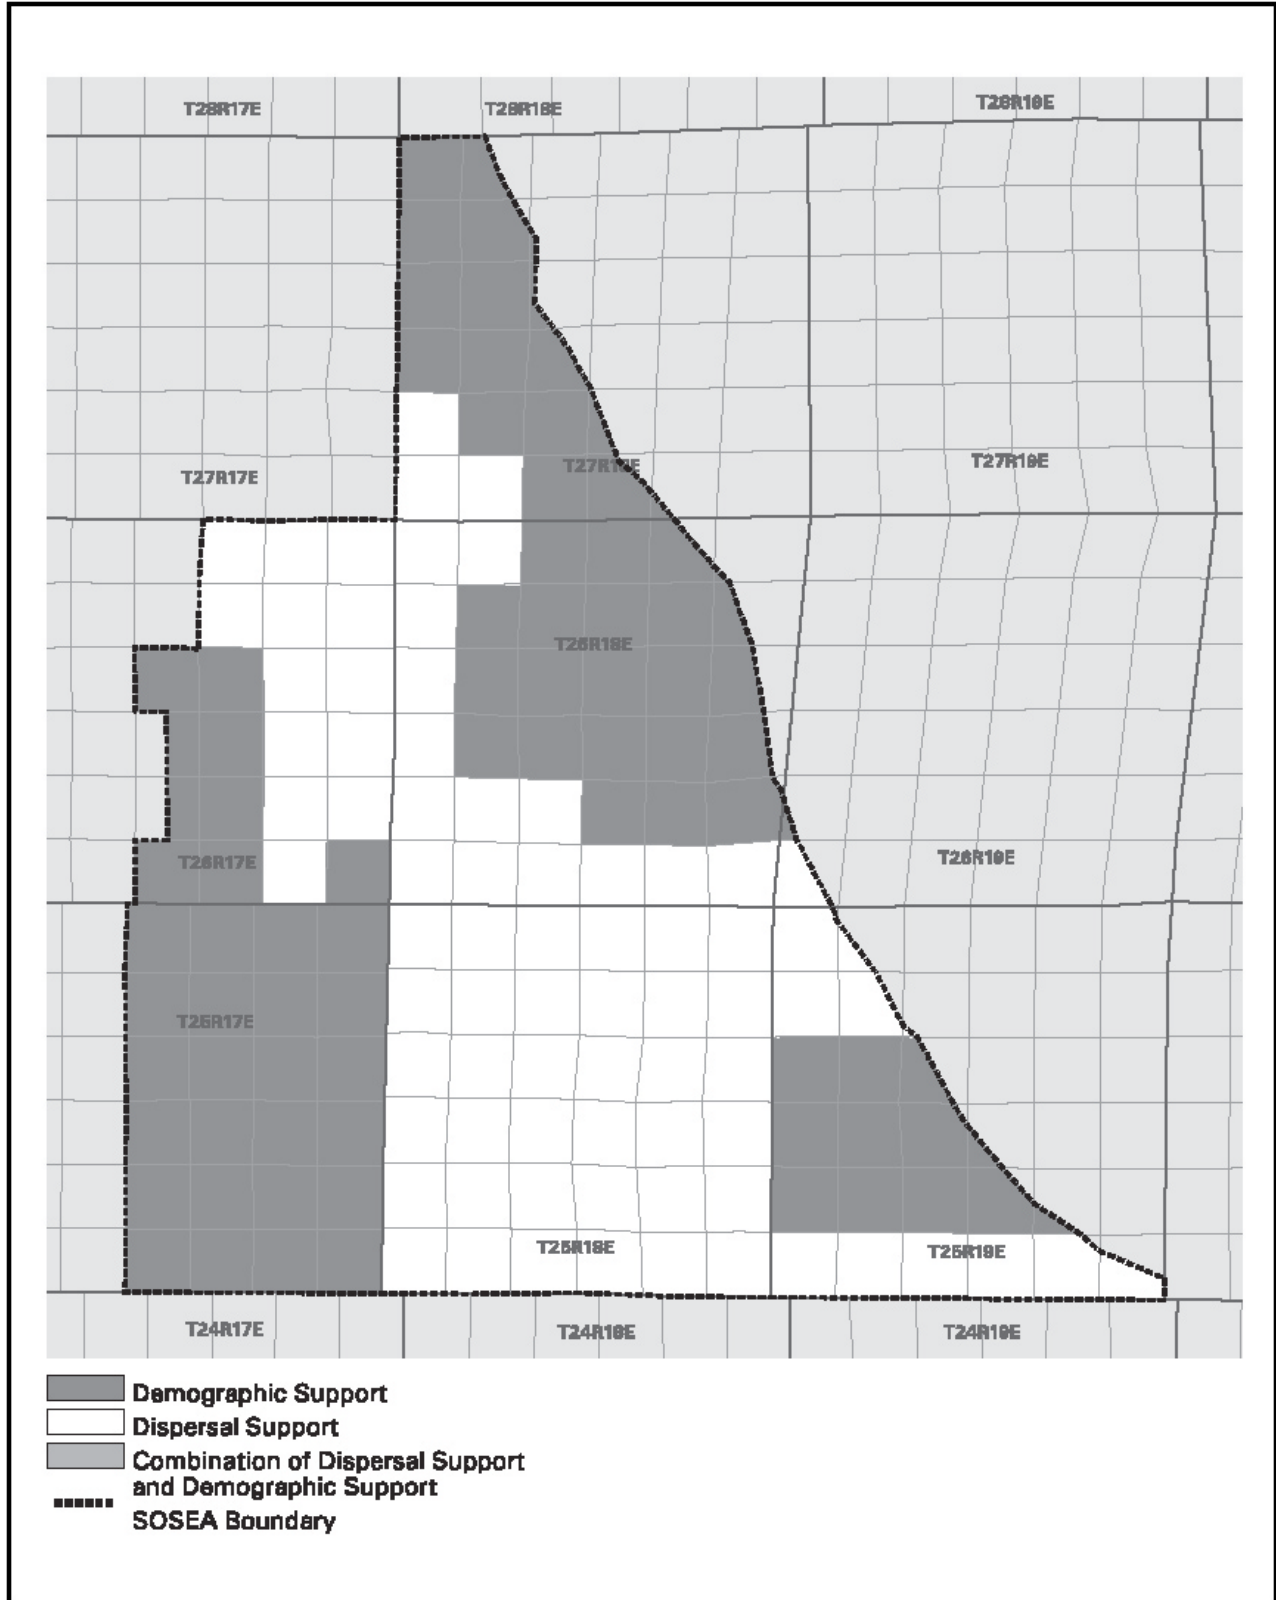 T28R17E
T28R18E
T28R19E
T27R17E
T27R18E
T27R19E
T26R18E
T26R17E
T26R19E
T25R17E
T25R18E
T25R19E
T24R17E
T24R18E
T24R19E
Demographic Support
Dispersal Support
Combination of Dispersal Support
and Demographic Support
SOSEA Boundary